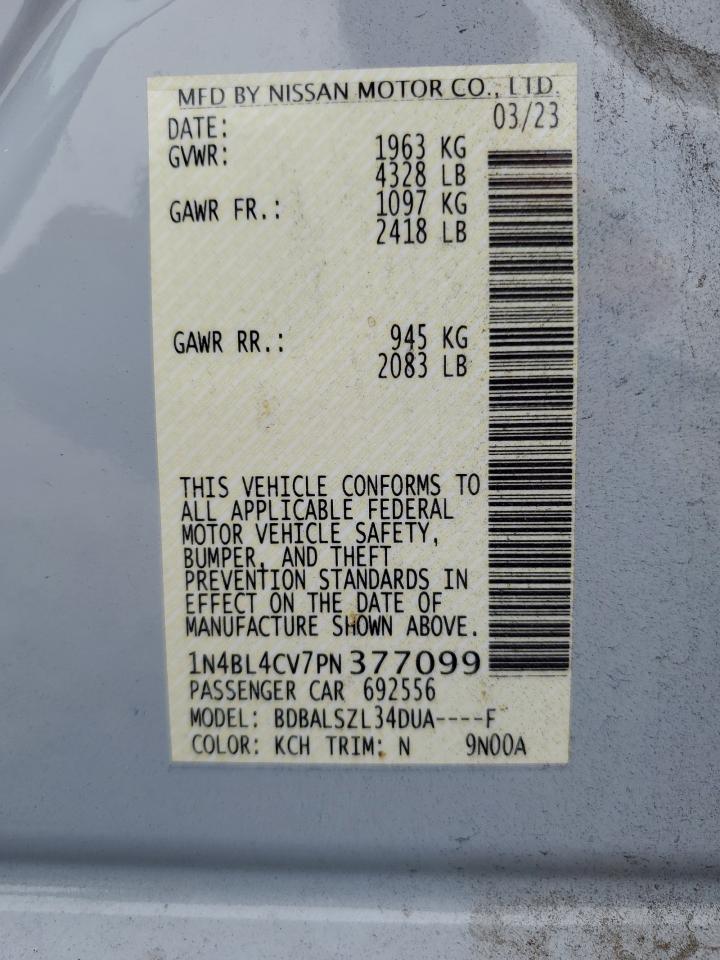 MFD BY NISSAN MOTOR CO., LTD.
DATE: 03/23
GVWR: 1963 KG
4328 LB
GAWR FR.: 1097 KG
2418 LB
GAWR RR.: 945 KG
2083 LB
THIS VEHICLE CONFORMS TO
ALL APPLICABLE FEDERAL
MOTOR VEHICLE SAFETY,
BUMPER, AND THEFT
PREVENTION STANDARDS IN
EFFECT ON THE DATE OF
MANUFACTURE SHOWN ABOVE.
1N4BL4CV7PN377099
PASSENGER CAR 692556
MODEL: BDBALSZL34DUA----F
COLOR: KCH TRIM: N 9N00A